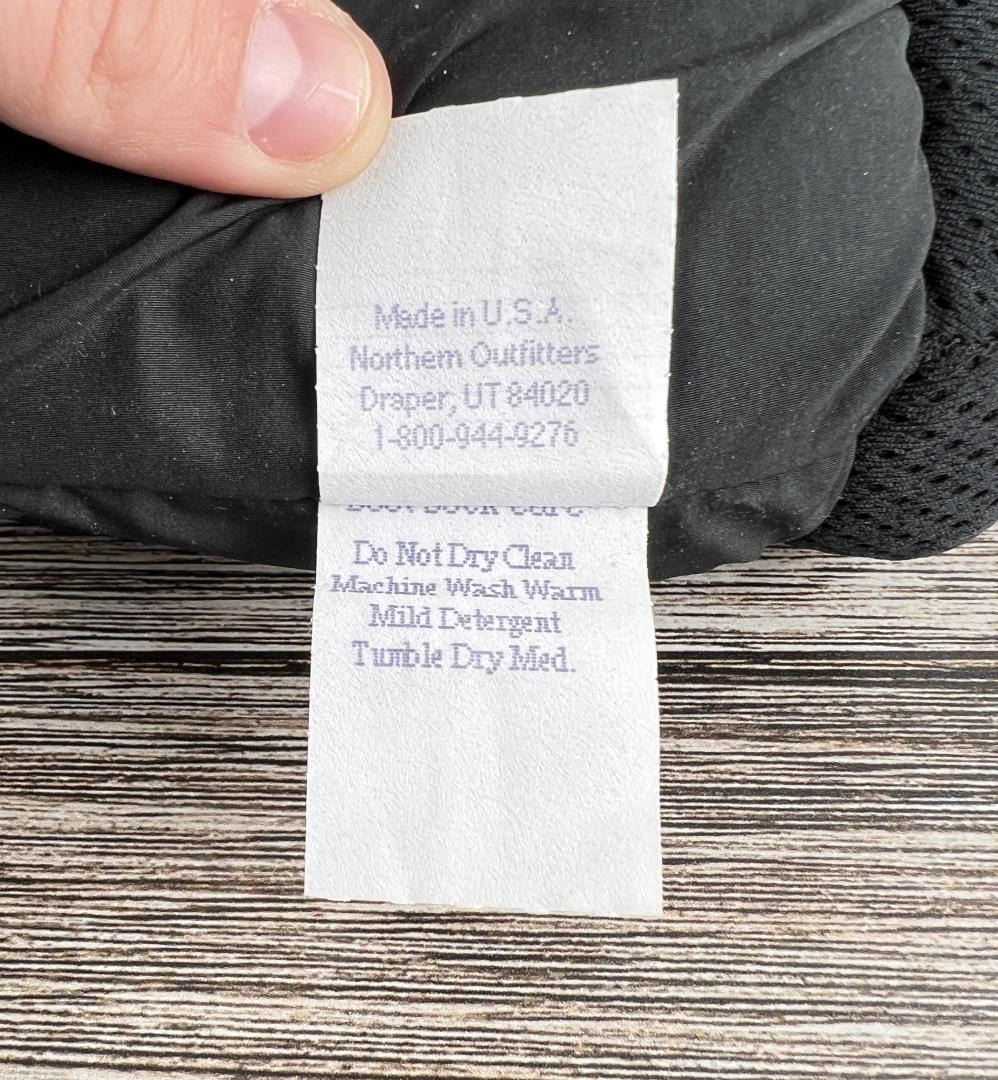 Made in U.S.A.
Northern Outfitters
Draper, UT 84020
1-800-944-9276
Do Not Dry Clean
Machine Wash Warm
Mild Detergent
Tumble Dry Med.